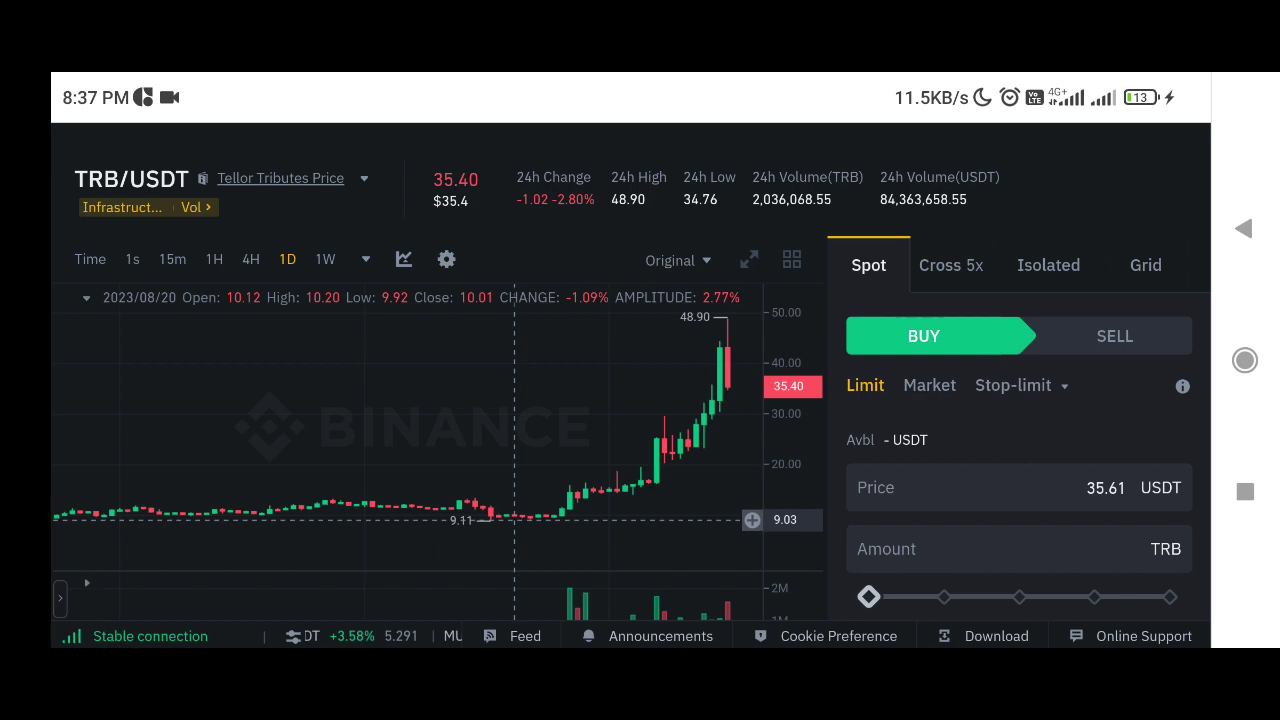 8:37 PM 11.5KB/s Vo LTE 4G+ 13
TRB/USDT Tellor Tributes Price
Infrastruct... Vol
35.40
$35.4
24h Change 24h High 24h Low 24h Volume(TRB) 24h Volume(USDT)
-1.02 -2.80% 48.90 34.76 2,036,068.55 84,363,658.55
Time 1s 15m 1H 4H 1D 1W Original
2023/08/20 Open: 10.12 High: 10.20 Low: 9.92 Close: 10.01 CHANGE: -1.09% AMPLITUDE: 2.77%
48.90
50.00
40.00
35.40
30.00
20.00
9.11
9.03
BINANCE
2M
1M
Spot Cross 5x Isolated Grid
BUY SELL
Limit Market Stop-limit
Avbl - USDT
Price 35.61 USDT
Amount TRB
Stable connection DT +3.58% 5.291 MU Feed Announcements Cookie Preference Download Online Support